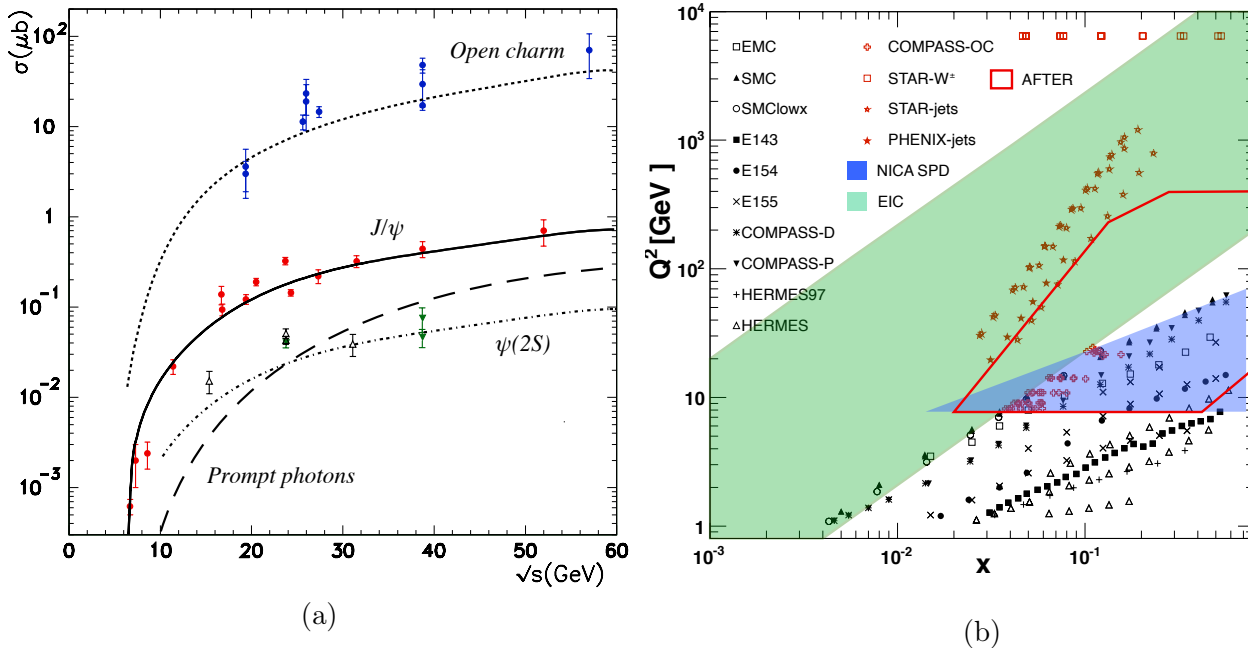 σ(μb)
10²
10
1
10⁻¹
10⁻²
10⁻³
Open charm
J/ψ
ψ(2S)
Prompt photons
0 10 20 30 40 50 60
√s(GeV)
(a)
Q² [GeV]
10⁴
10³
10²
10
1
EMC
SMC
SMClowx
E143
E154
E155
COMPASS-D
COMPASS-P
HERMES97
HERMES
COMPASS-OC
STAR-W±
STAR-jets
PHENIX-jets
NICA SPD
EIC
AFTER
10⁻³ 10⁻² 10⁻¹
x
(b)